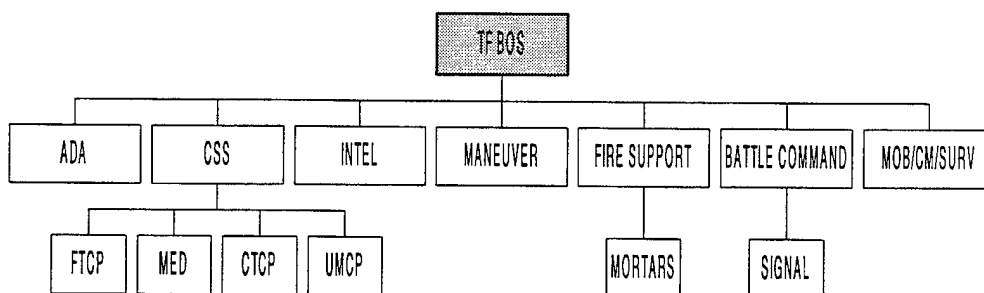 TF BOS
ADA
CSS
INTEL
MANEUVER
FIRE SUPPORT
BATTLE COMMAND
MOB/CM/SURV
FTCP
MED
CTCP
UMCP
MORTARS
SIGNAL